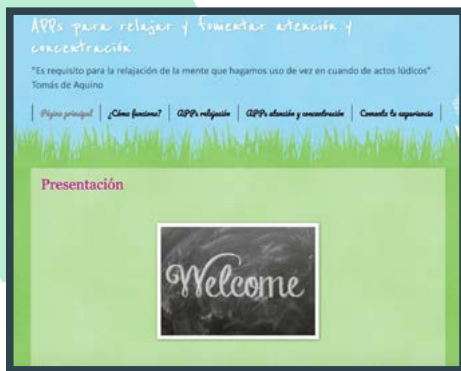 APPs para relajar y fomentar atención y
concentración
"Es requisito para la relajación de la mente que hagamos uso de vez en cuando de actos lúdicos"
Tomás de Aquino
Página principal | ¿Cómo funciona? | APPs relajación | APPs atención y concentración | Comenta tu experiencia
Presentación
Welcome